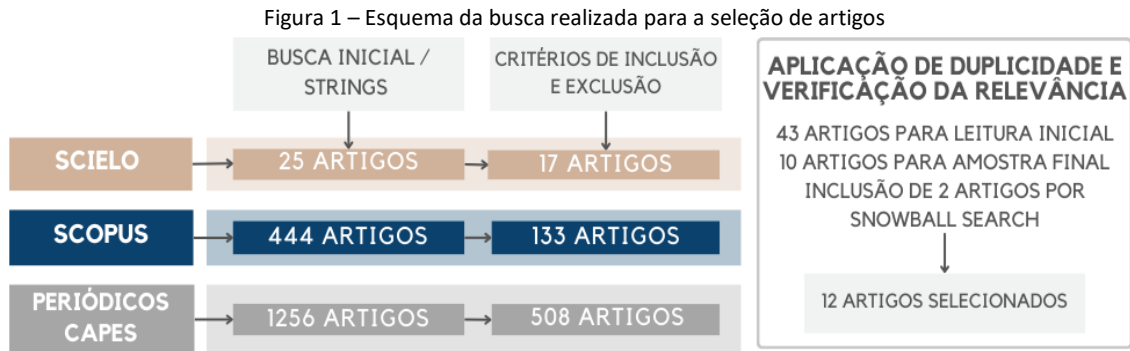 Figura 1 – Esquema da busca realizada para a seleção de artigos
BUSCA INICIAL /
STRINGS
CRITÉRIOS DE INCLUSÃO
E EXCLUSÃO
SCIELO
25 ARTIGOS
17 ARTIGOS
SCOPUS
444 ARTIGOS
133 ARTIGOS
PERIÓDICOS
CAPES
1256 ARTIGOS
508 ARTIGOS
APLICAÇÃO DE DUPLICIDADE E
VERIFICAÇÃO DA RELEVÂNCIA
43 ARTIGOS PARA LEITURA INICIAL
10 ARTIGOS PARA AMOSTRA FINAL
INCLUSÃO DE 2 ARTIGOS POR
SNOWBALL SEARCH
12 ARTIGOS SELECIONADOS